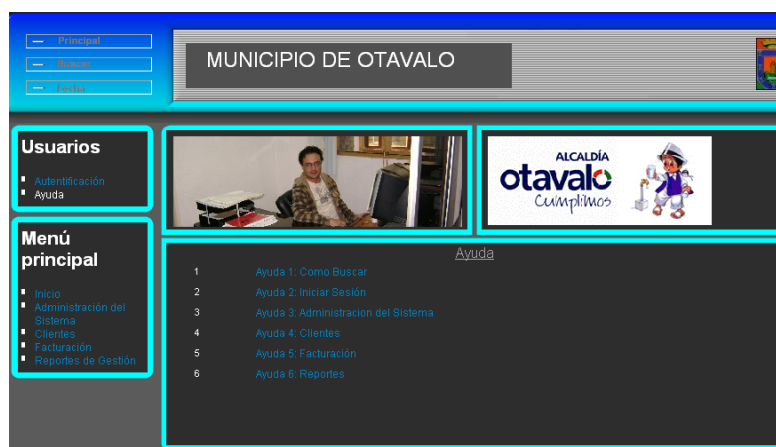 Principal
Buscar
MUNICIPIO DE OTAVALO
Usuarios
Autentificación
Ayuda
Menú
principal
Inicio
Administración del
Sistema
Clientes
Facturación
Reportes de Gestión
ALCALDÍA
otavalo
Cumplimos
Ayuda
1 Ayuda 1: Como Buscar
2 Ayuda 2: Iniciar Sesión
3 Ayuda 3: Administracion del Sistema
4 Ayuda 4: Clientes
5 Ayuda 5: Facturación
6 Ayuda 6: Reportes